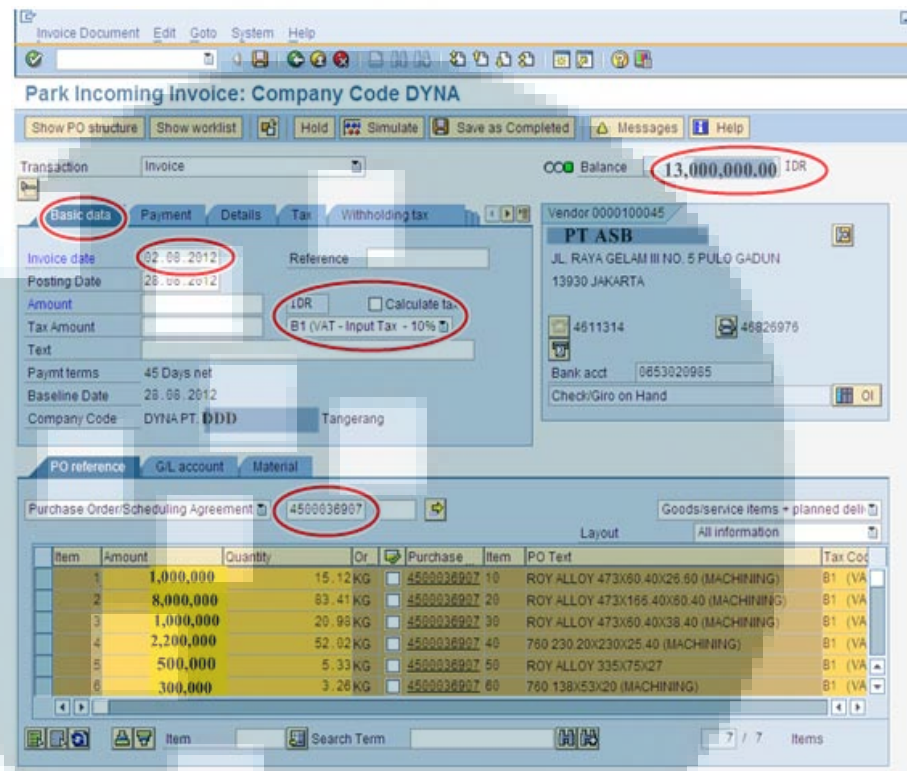 Invoice Document Edit Goto System Help
Park Incoming Invoice: Company Code DYNA
Show PO structure Show worklist Hold Simulate Save as Completed Messages Help
Transaction Invoice Balance 13,000,000.00 IDR
Basic data Payment Details Tax Withholding tax Vendor 0000100045
PT ASB
Invoice date 02.08.2012 Reference JL. RAYA GELAM III NO. 5 PULO GADUN
Posting Date 28.08.2012 13930 JAKARTA
Amount IDR Calculate tax
Tax Amount B1 (VAT - Input Tax - 10% 4611314 46826976
Text
Paymt terms 45 Days net Bank acct 0653020985
Baseline Date 28.08.2012 Check/Giro on Hand OI
Company Code DYNA PT. DDD Tangerang
PO reference G/L account Material
Purchase Order/Scheduling Agreement 4500036907 Goods/service items + planned deli
Layout All information
Item Amount Quantity Or Purchase Item PO Text Tax Cod
1 1,000,000 15.12 KG 4500036907 10 ROY ALLOY 473X60.40X26.60 (MACHINING) B1 (VA
2 8,000,000 83.41 KG 4500036907 20 ROY ALLOY 473X166.40X60.40 (MACHINING) B1 (VA
3 1,000,000 20.98 KG 4500036907 30 ROY ALLOY 473X60.40X38.40 (MACHINING) B1 (VA
4 2,200,000 52.02 KG 4500036907 40 760 230.20X230X25.40 (MACHINING) B1 (VA
5 500,000 5.33 KG 4500036907 50 ROY ALLOY 335X75X27 B1 (VA
6 300,000 3.26 KG 4500036907 60 760 138X53X20 (MACHINING) B1 (VA
Item Search Term 7 / 7 Items